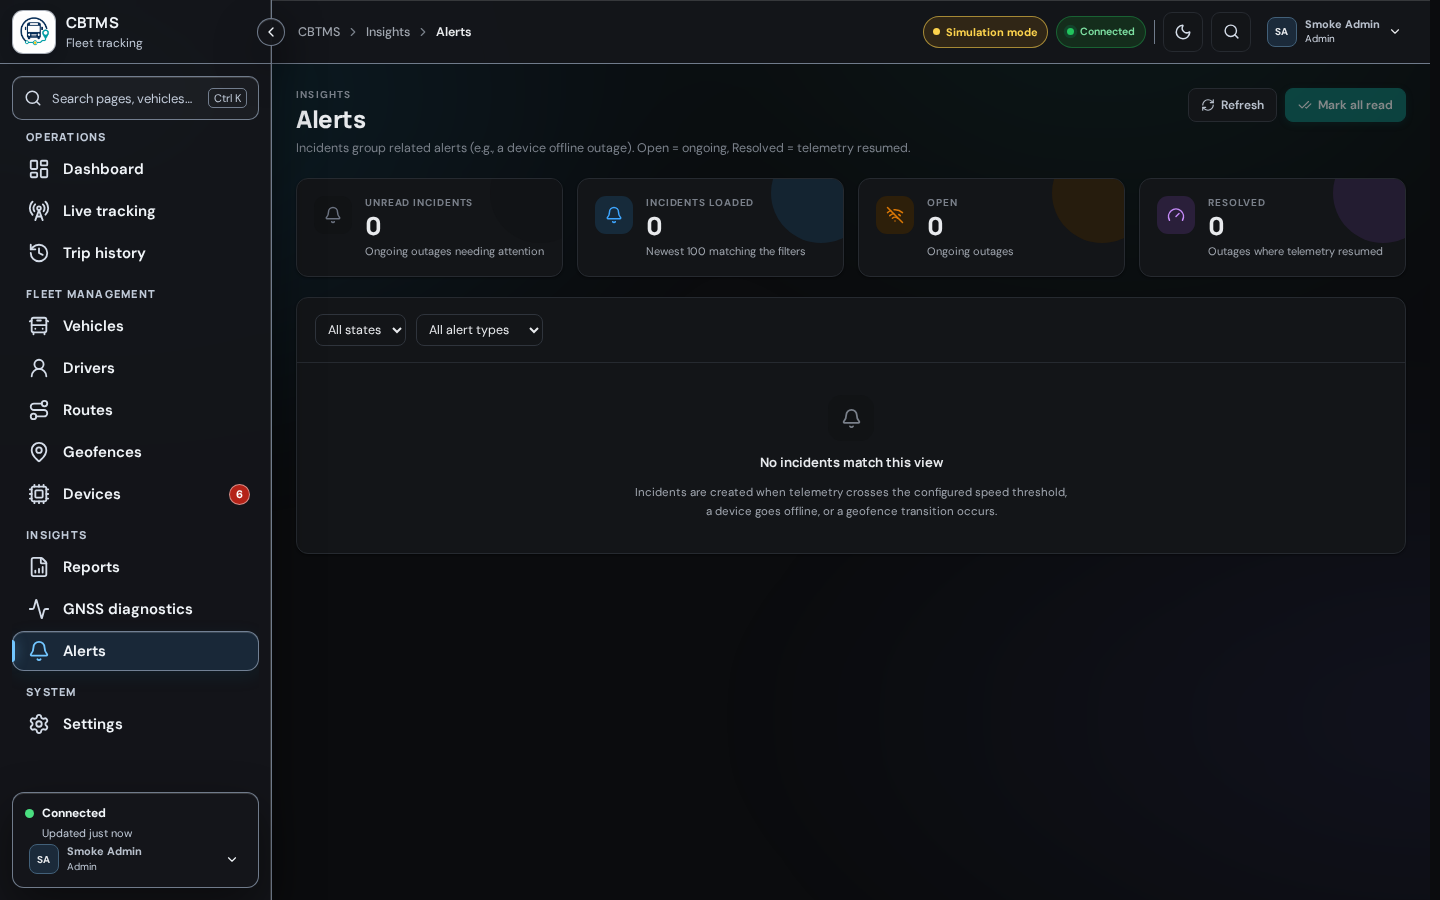 CBTMS
Fleet tracking
Search pages, vehicles...
Ctrl K
OPERATIONS
Dashboard
Live tracking
Trip history
FLEET MANAGEMENT
Vehicles
Drivers
Routes
Geofences
Devices
6
INSIGHTS
Reports
GNSS diagnostics
Alerts
SYSTEM
Settings
Connected
Updated just now
SA
Smoke Admin
Admin
CBTMS
Insights
Alerts
Simulation mode
Connected
SA
Smoke Admin
Admin
INSIGHTS
Alerts
Incidents group related alerts (e.g., a device offline outage). Open = ongoing, Resolved = telemetry resumed.
Refresh
Mark all read
UNREAD INCIDENTS
0
Ongoing outages needing attention
INCIDENTS LOADED
0
Newest 100 matching the filters
OPEN
0
Ongoing outages
RESOLVED
0
Outages where telemetry resumed
All states
All alert types
No incidents match this view
Incidents are created when telemetry crosses the configured speed threshold,
a device goes offline, or a geofence transition occurs.